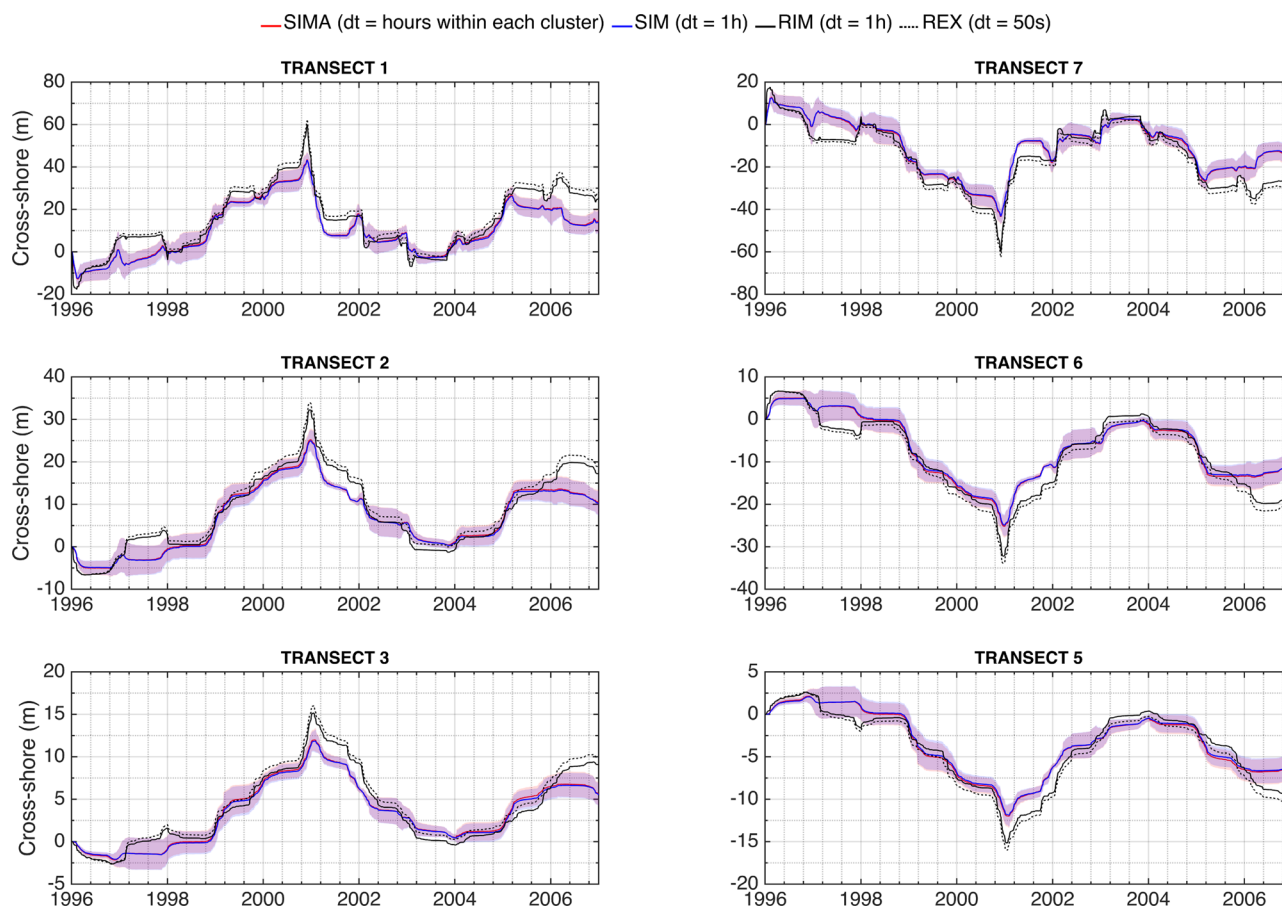 SIMA (dt = hours within each cluster) SIM (dt = 1h) RIM (dt = 1h) REX (dt = 50s)
TRANSECT 1
80
60
40
20
0
-20
Cross-shore (m)
1996 1998 2000 2002 2004 2006
TRANSECT 7
20
0
-20
-40
-60
-80
1996 1998 2000 2002 2004 2006
TRANSECT 2
40
30
20
10
0
-10
Cross-shore (m)
1996 1998 2000 2002 2004 2006
TRANSECT 6
10
0
-10
-20
-30
-40
1996 1998 2000 2002 2004 2006
TRANSECT 3
20
15
10
5
0
-5
Cross-shore (m)
1996 1998 2000 2002 2004 2006
TRANSECT 5
5
0
-5
-10
-15
-20
1996 1998 2000 2002 2004 2006